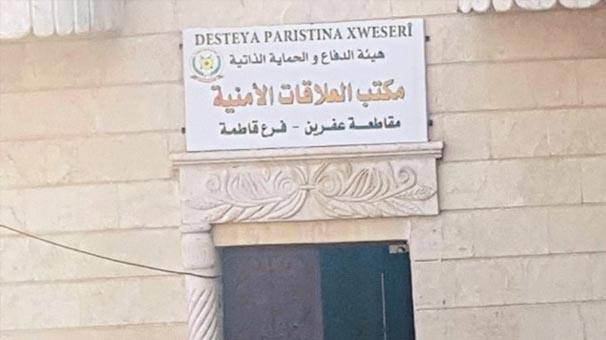 DESTEYA PARISTINA XWESERÎ
هيئة الدفاع و الحماية الذاتية
مكتب العلاقات الأمنية
مقاطعة عفرين - فرع قاطمة